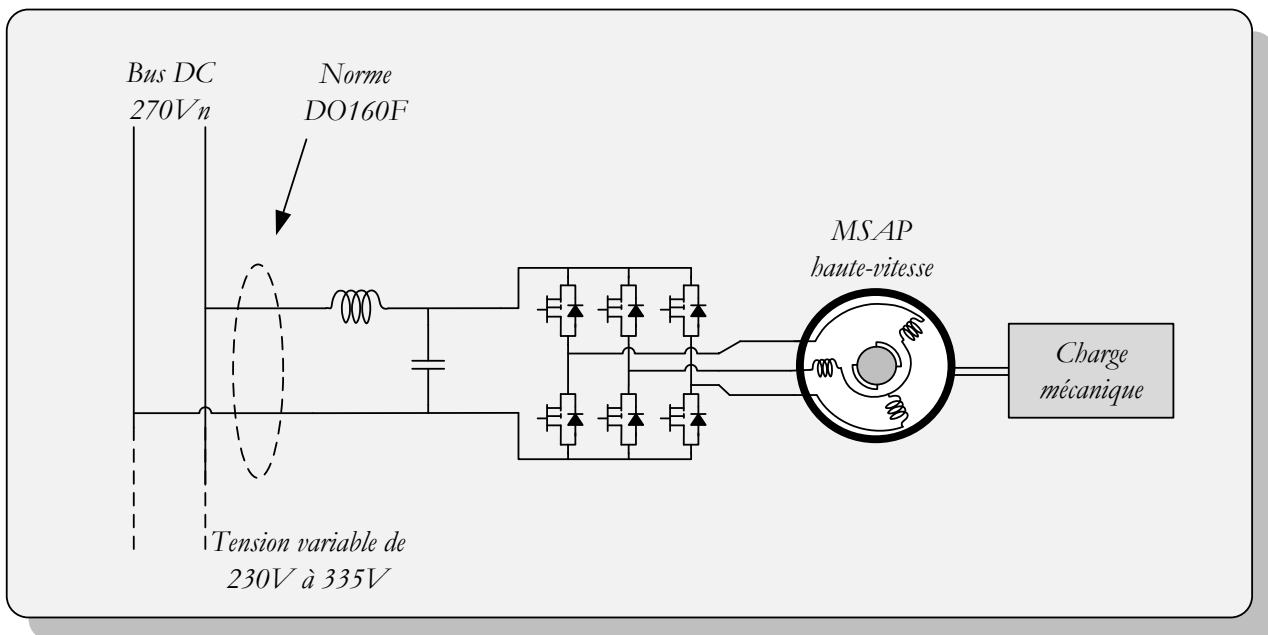 Bus DC
270Vn
Norme
DO160F
MSAP
haute-vitesse
Charge
mécanique
Tension variable de
230V à 335V